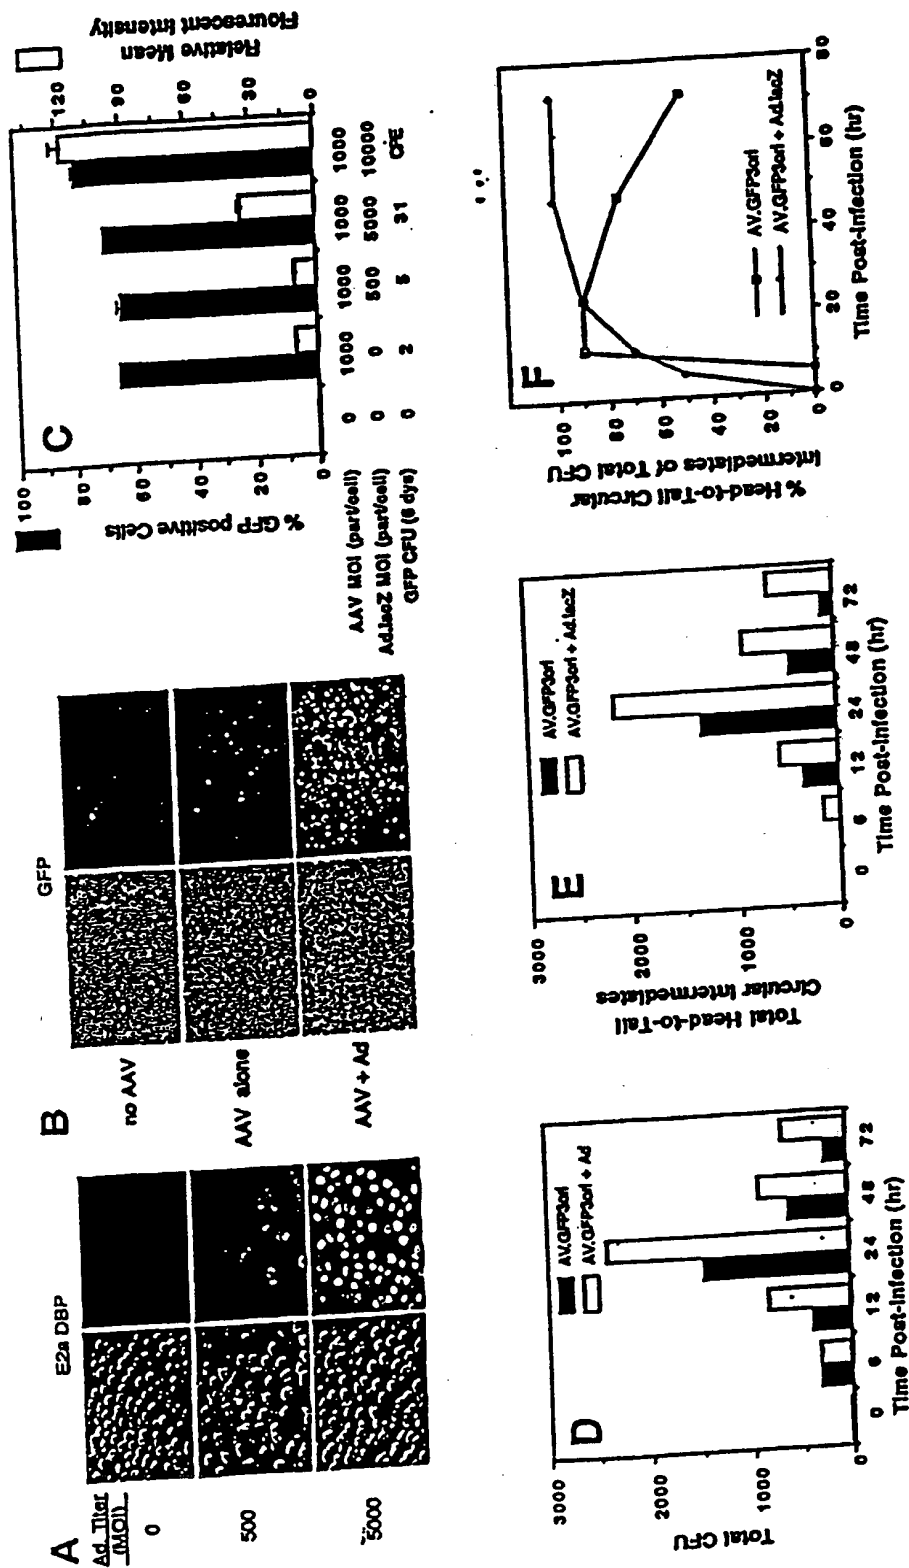 A
E2a DBP
Ad. Titer
(MOI)
0
500
5000
B
GFP
no AAV
AAV alone
AAV + Ad
C
% GFP positive Cells
100
80
60
40
20
0
Relative Mean
Flourescent Intensity
120
90
60
30
0
AAV MOI (part/cell) 0 1000 1000 1000 1000
Ad.lacZ MOI (part/cell) 0 0 500 5000 10000
GFP CFU (6 dys) 0 2 5 31 CPE
D
AV.GFP3ori
AV.GFP3ori + Ad
Total CFU
3000
2000
1000
0
0 6 12 24 48 72
Time Post-Infection (hr)
E
AV.GFP3ori
AV.GFP3ori + Ad.lacZ
Total Head-to-Tail
Circular Intermediates
3000
2000
1000
0
0 6 12 24 48 72
Time Post-Infection (hr)
F
% Head-to-Tail Circular
Intermediates of Total CFU
100
80
60
40
20
0
AV.GFP3ori
AV.GFP3ori + Ad.lacZ
0 20 40 60 80
Time Post-Infection (hr)